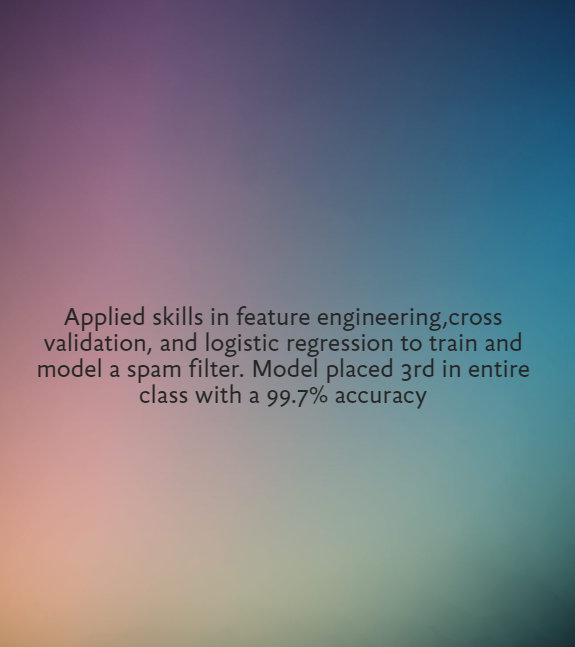 Applied skills in feature engineering,cross
validation, and logistic regression to train and
model a spam filter. Model placed 3rd in entire
class with a 99.7% accuracy